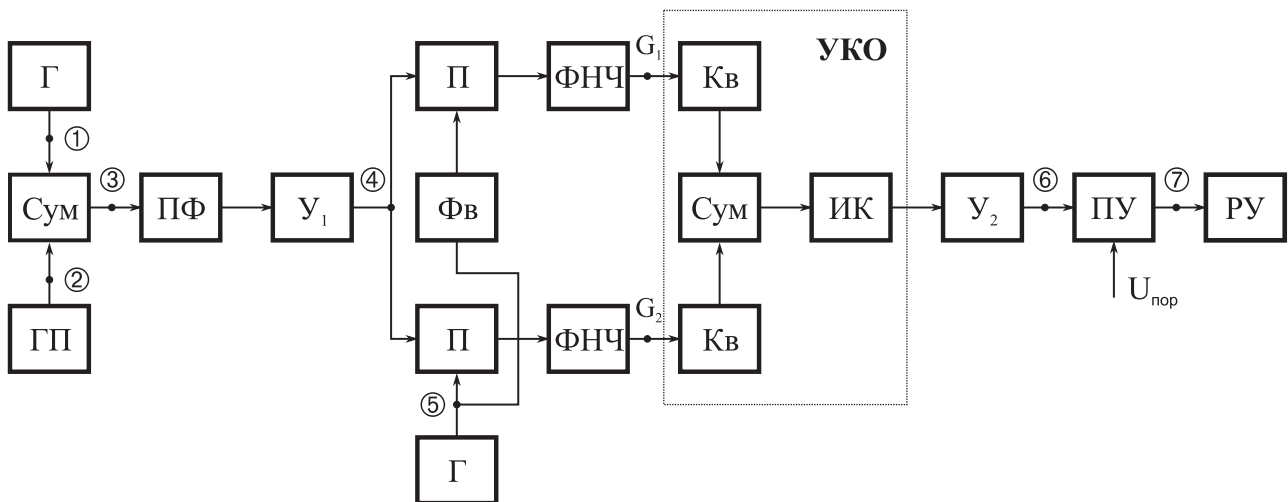 УКО
Г
П
ФНЧ
G₁
Кв
①
Сум
③
ПФ
У₁
④
Фв
Сум
ИК
У₂
⑥
ПУ
⑦
РУ
②
Uпор
ГП
П
ФНЧ
G₂
Кв
⑤
Г